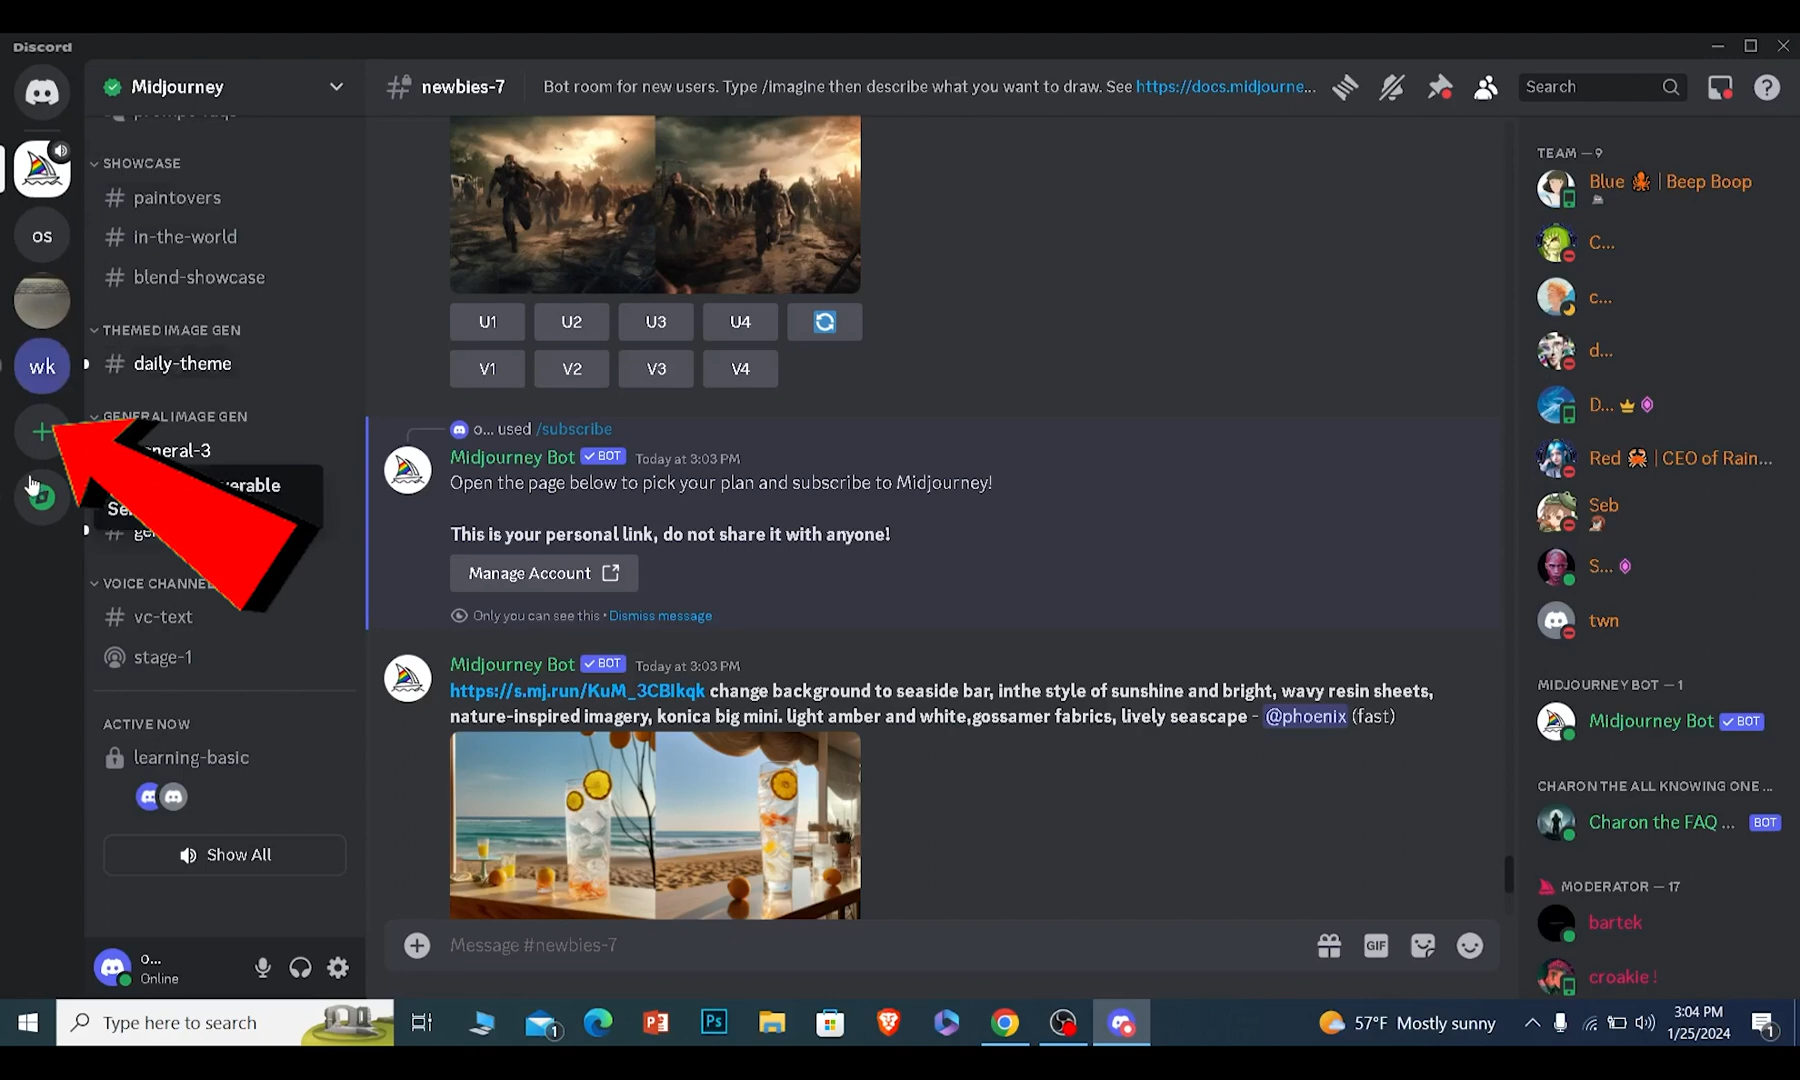 Discord
Midjourney
newbies-7
Bot room for new users. Type /Imagine then describe what you want to draw. See https://docs.midjourne...
Search
SHOWCASE
paintovers
in-the-world
blend-showcase
THEMED IMAGE GEN
daily-theme
GENERAL IMAGE GEN
VOICE CHANNEL
vc-text
stage-1
ACTIVE NOW
learning-basic
Show All
os
wk
o...
Online
U1 U2 U3 U4
V1 V2 V3 V4
o... used /subscribe
Midjourney Bot BOT Today at 3:03 PM
Open the page below to pick your plan and subscribe to Midjourney!
This is your personal link, do not share it with anyone!
Manage Account
Only you can see this • Dismiss message
Midjourney Bot BOT Today at 3:03 PM
https://s.mj.run/KuM_3CBIkqk change background to seaside bar, inthe style of sunshine and bright, wavy resin sheets,
nature-inspired imagery, konica big mini. light amber and white,gossamer fabrics, lively seascape - @phoenix (fast)
Message #newbies-7
GIF
TEAM — 9
Blue | Beep Boop
C...
c...
d...
D...
Red | CEO of Rain...
Seb
S...
twn
MIDJOURNEY BOT — 1
Midjourney Bot BOT
CHARON THE ALL KNOWING ONE ...
Charon the FAQ ... BOT
MODERATOR — 17
bartek
croakie !
Type here to search
1
Ps
57°F Mostly sunny
3:04 PM
1/25/2024
1